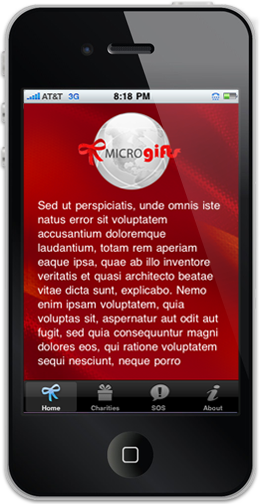 AT&T 3G 8:18 PM
MICROgifts
Sed ut perspiciatis, unde omnis iste
natus error sit voluptatem
accusantium doloremque
laudantium, totam rem aperiam
eaque ipsa, quae ab illo inventore
veritatis et quasi architecto beatae
vitae dicta sunt, explicabo. Nemo
enim ipsam voluptatem, quia
voluptas sit, aspernatur aut odit aut
fugit, sed quia consequuntur magni
dolores eos, qui ratione voluptatem
sequi nesciunt, neque porro
Home Charities SOS About